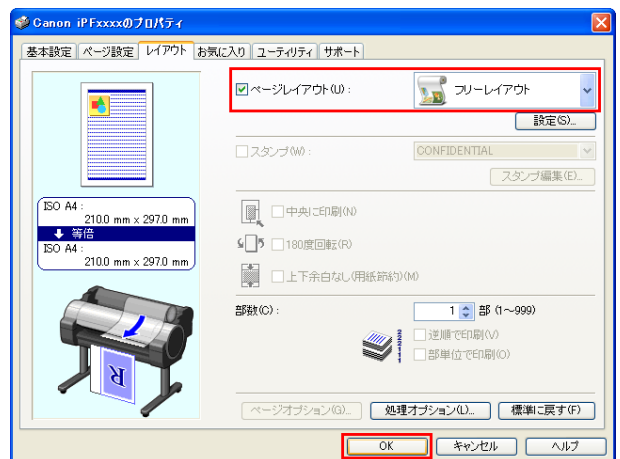 Canon iPFxxxxのプロパティ
基本設定 ページ設定 レイアウト お気に入り ユーティリティ サポート
ページレイアウト(U) : フリーレイアウト
設定(S)...
スタンプ(W) : CONFIDENTIAL
スタンプ編集(E)...
ISO A4 :
210.0 mm x 297.0 mm
等倍
ISO A4 :
210.0 mm x 297.0 mm
中央に印刷(N)
180度回転(R)
上下余白なし(用紙節約)(M)
部数(C) : 1 部 (1～999)
逆順で印刷(V)
部単位で印刷(O)
22111
R
ページオプション(G)... 処理オプション(L)... 標準に戻す(F)
OK キャンセル ヘルプ